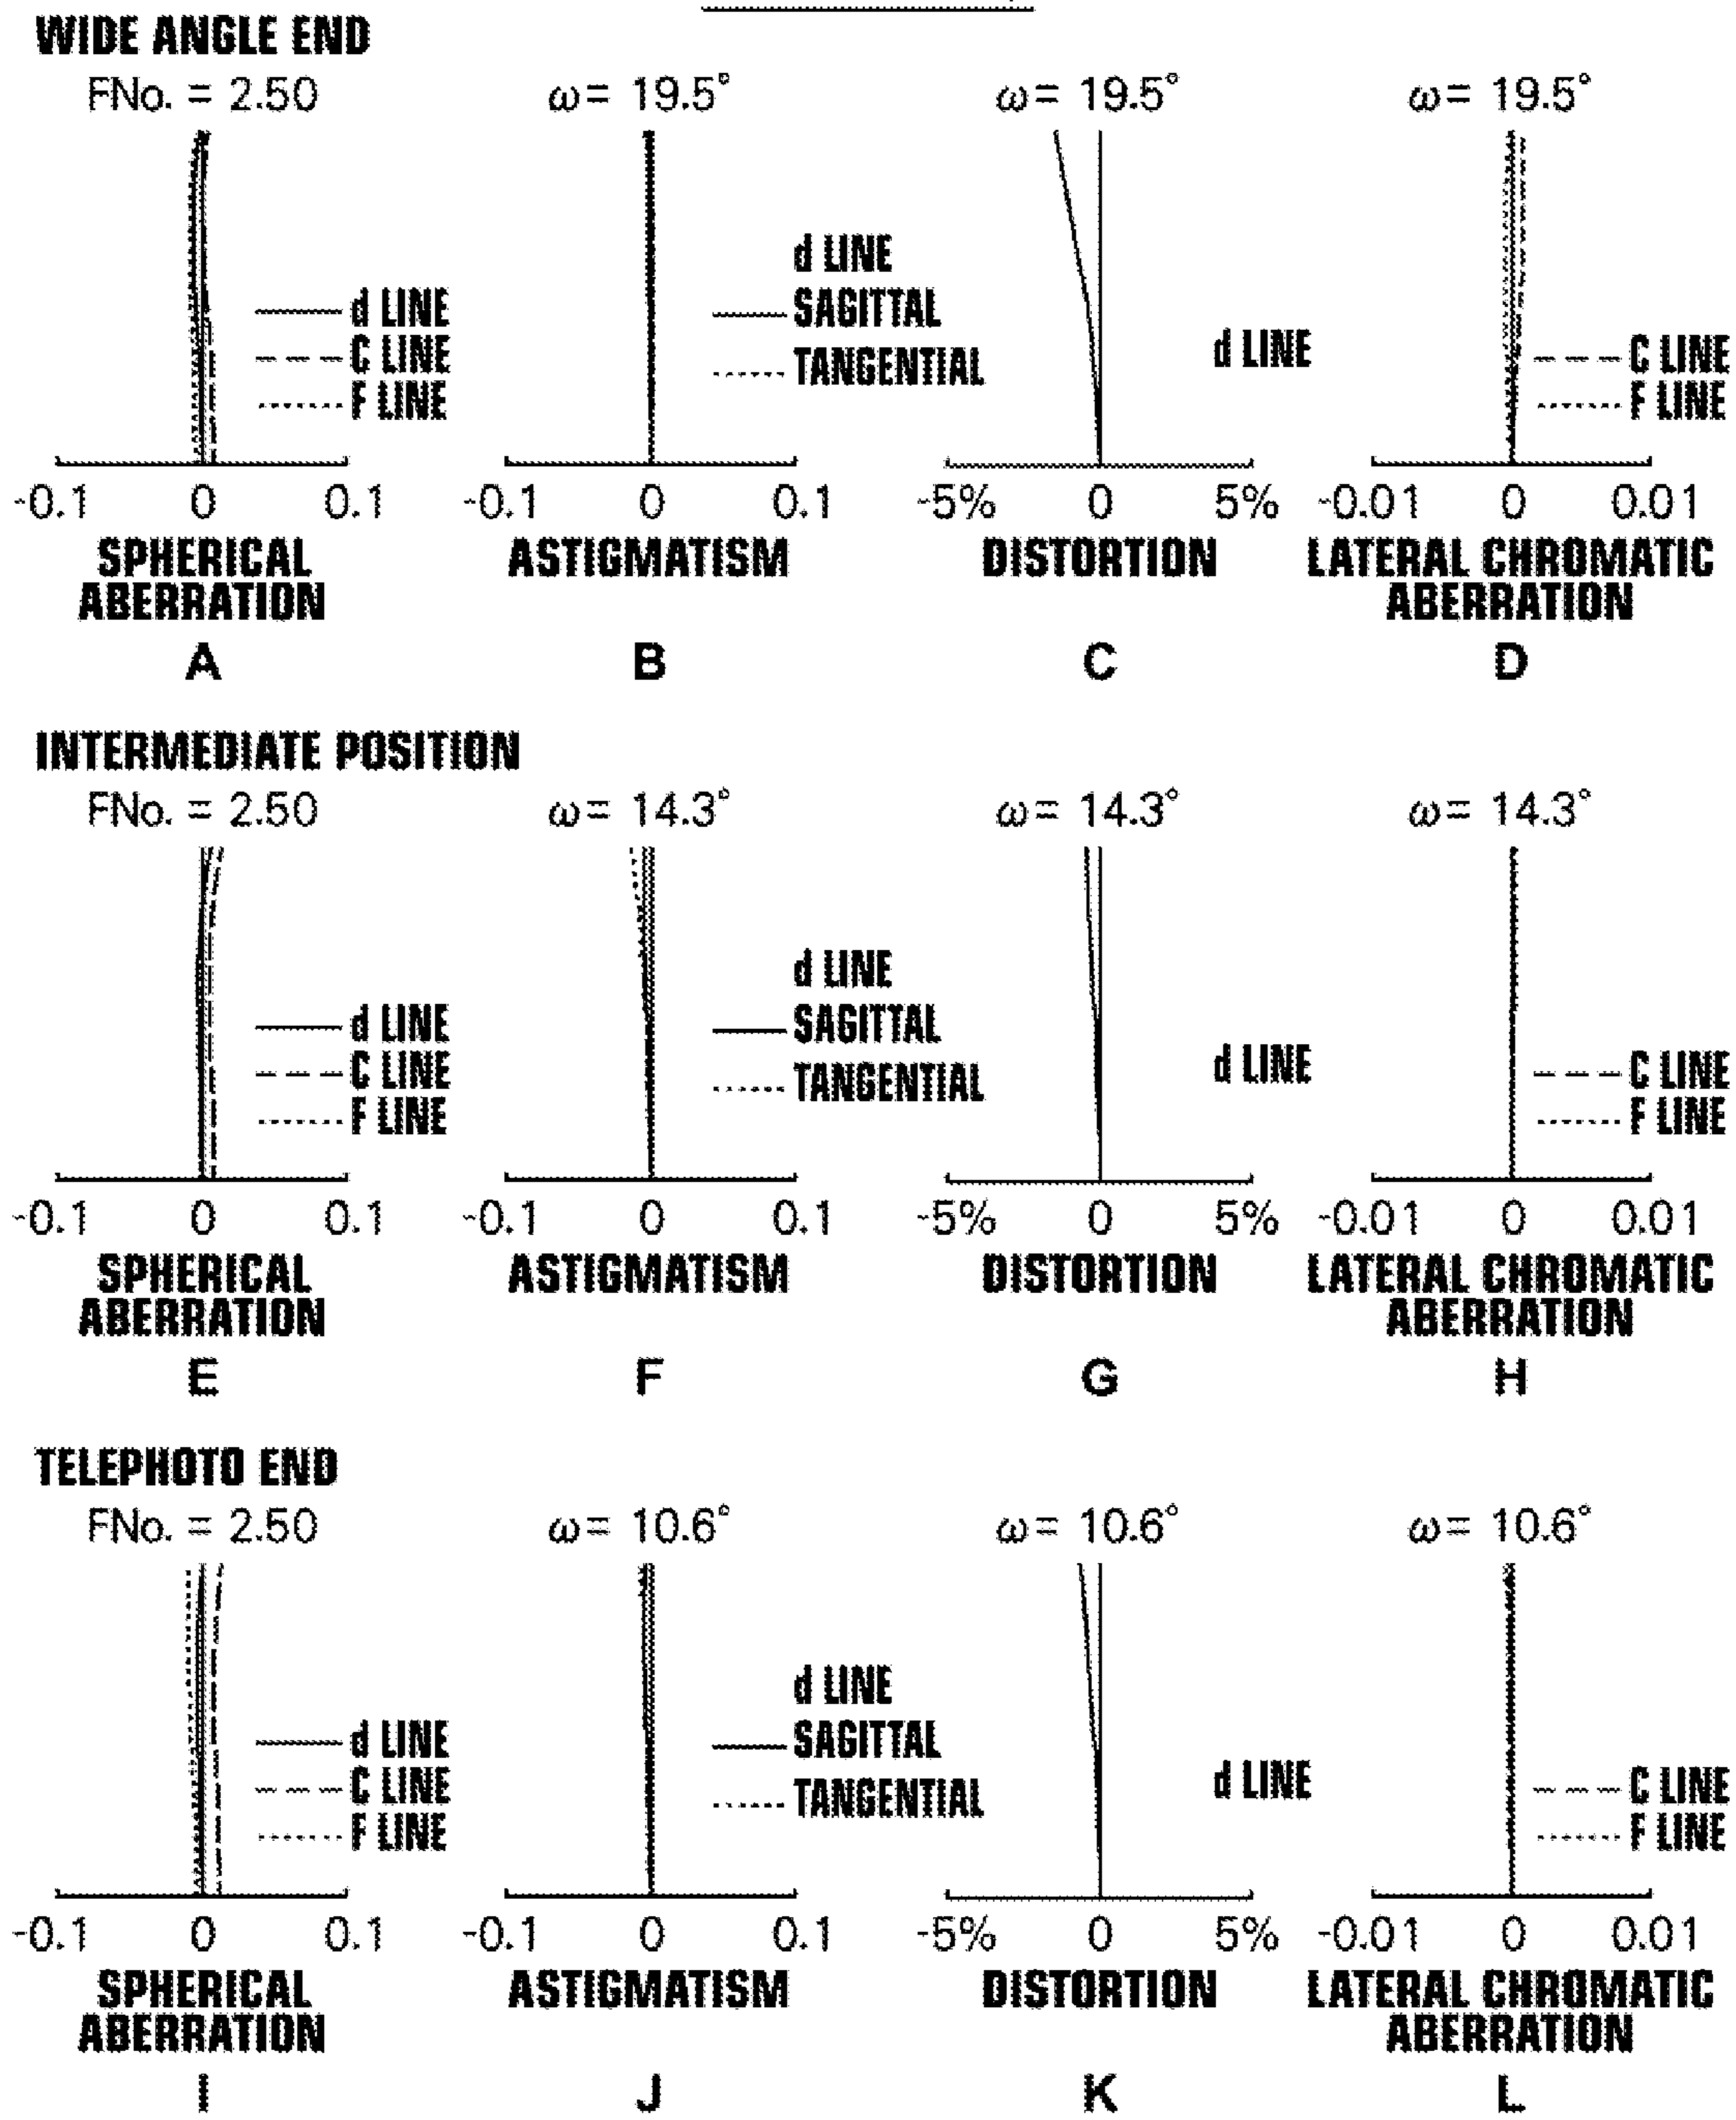 WIDE ANGLE END
FNo. = 2.50 ω= 19.5° ω= 19.5° ω= 19.5°
d LINE
C LINE
F LINE
d LINE
SAGITTAL
TANGENTIAL
d LINE
C LINE
F LINE
-0.1 0 0.1 -0.1 0 0.1 -5% 0 5% -0.01 0 0.01
SPHERICAL ABERRATION
ASTIGMATISM
DISTORTION
LATERAL CHROMATIC ABERRATION
A B C D
INTERMEDIATE POSITION
FNo. = 2.50 ω= 14.3° ω= 14.3° ω= 14.3°
d LINE
C LINE
F LINE
d LINE
SAGITTAL
TANGENTIAL
d LINE
C LINE
F LINE
-0.1 0 0.1 -0.1 0 0.1 -5% 0 5% -0.01 0 0.01
SPHERICAL ABERRATION
ASTIGMATISM
DISTORTION
LATERAL CHROMATIC ABERRATION
E F G H
TELEPHOTO END
FNo. = 2.50 ω= 10.6° ω= 10.6° ω= 10.6°
d LINE
C LINE
F LINE
d LINE
SAGITTAL
TANGENTIAL
d LINE
C LINE
F LINE
-0.1 0 0.1 -0.1 0 0.1 -5% 0 5% -0.01 0 0.01
SPHERICAL ABERRATION
ASTIGMATISM
DISTORTION
LATERAL CHROMATIC ABERRATION
I J K L